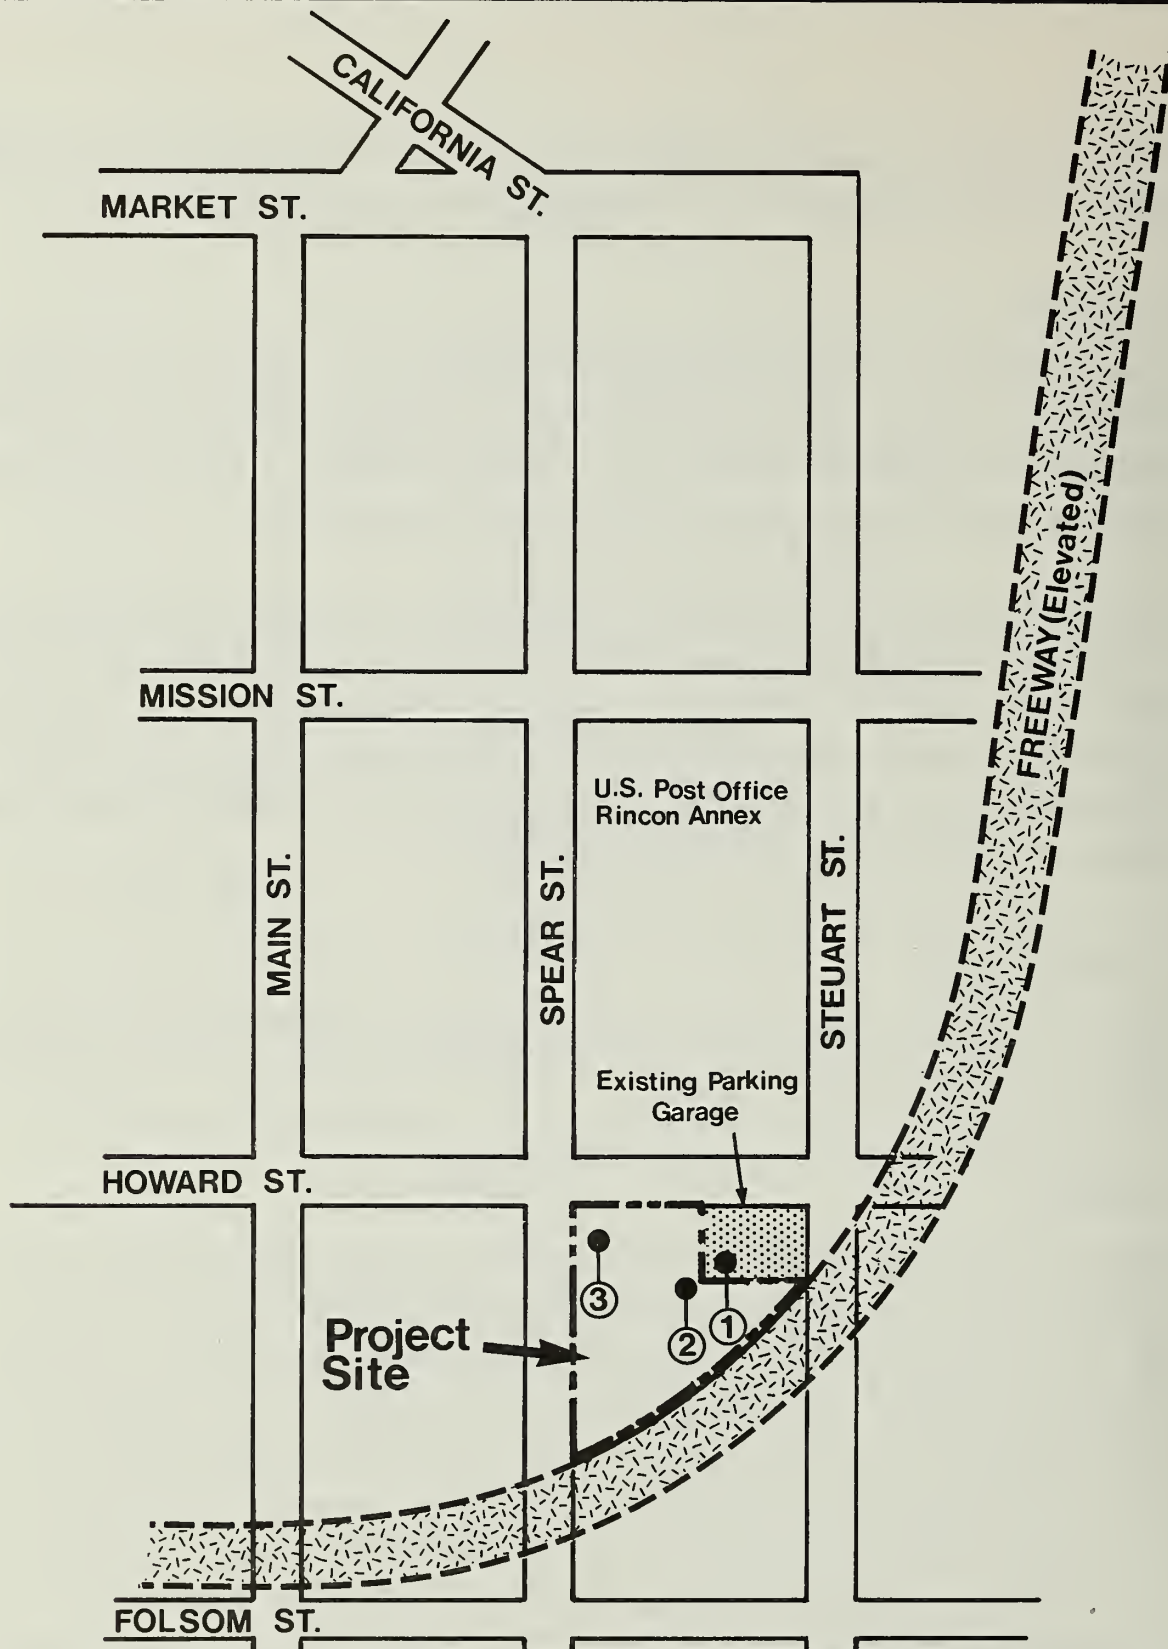 CALIFORNIA ST.
MARKET ST.
FREEWAY (Elevated)
MISSION ST.
U.S. Post Office
Rincon Annex
MAIN ST.
SPEAR ST.
STEUART ST.
Existing Parking
Garage
HOWARD ST.
3
2
1
Project
Site
FOLSOM ST.